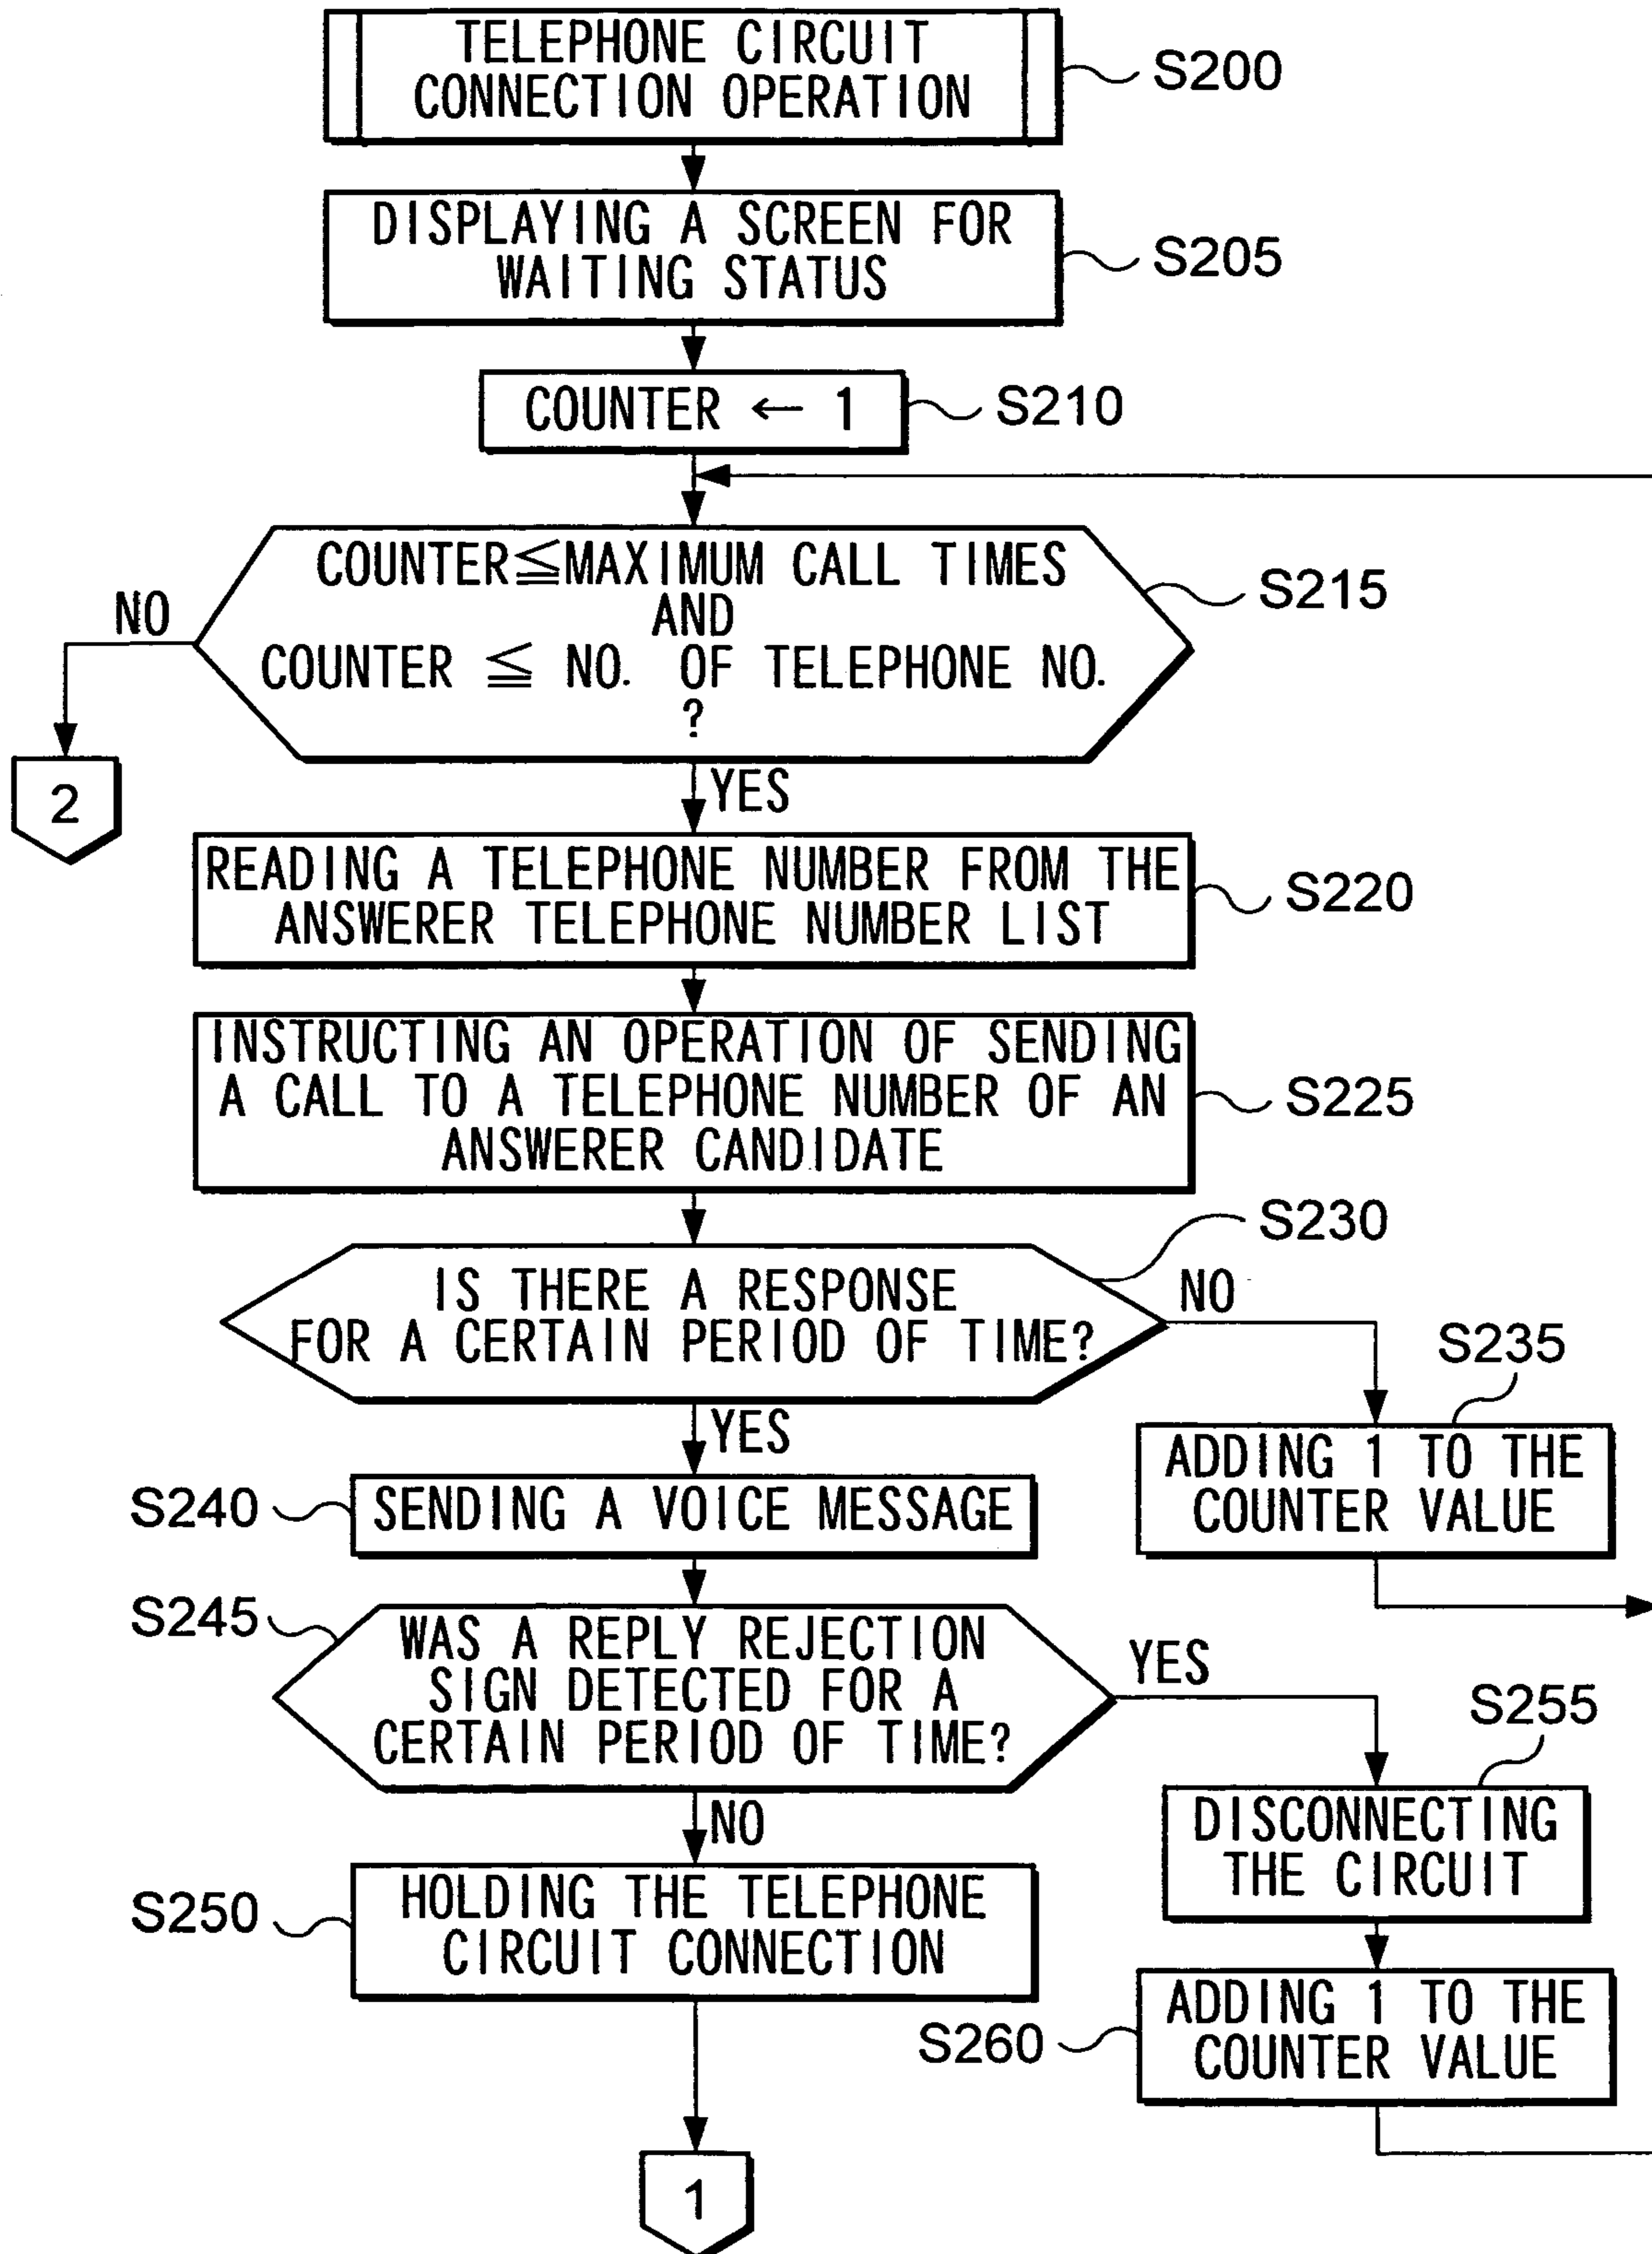 TELEPHONE CIRCUIT
CONNECTION OPERATION
S200
DISPLAYING A SCREEN FOR
WAITING STATUS
S205
COUNTER ← 1
S210
COUNTER≦MAXIMUM CALL TIMES
AND
COUNTER ≦ NO. OF TELEPHONE NO.
?
S215
NO
2
YES
READING A TELEPHONE NUMBER FROM THE
ANSWERER TELEPHONE NUMBER LIST
S220
INSTRUCTING AN OPERATION OF SENDING
A CALL TO A TELEPHONE NUMBER OF AN
ANSWERER CANDIDATE
S225
S230
IS THERE A RESPONSE
FOR A CERTAIN PERIOD OF TIME?
NO
S235
ADDING 1 TO THE
COUNTER VALUE
YES
S240
SENDING A VOICE MESSAGE
S245
WAS A REPLY REJECTION
SIGN DETECTED FOR A
CERTAIN PERIOD OF TIME?
YES
S255
DISCONNECTING
THE CIRCUIT
NO
S250
HOLDING THE TELEPHONE
CIRCUIT CONNECTION
S260
ADDING 1 TO THE
COUNTER VALUE
1